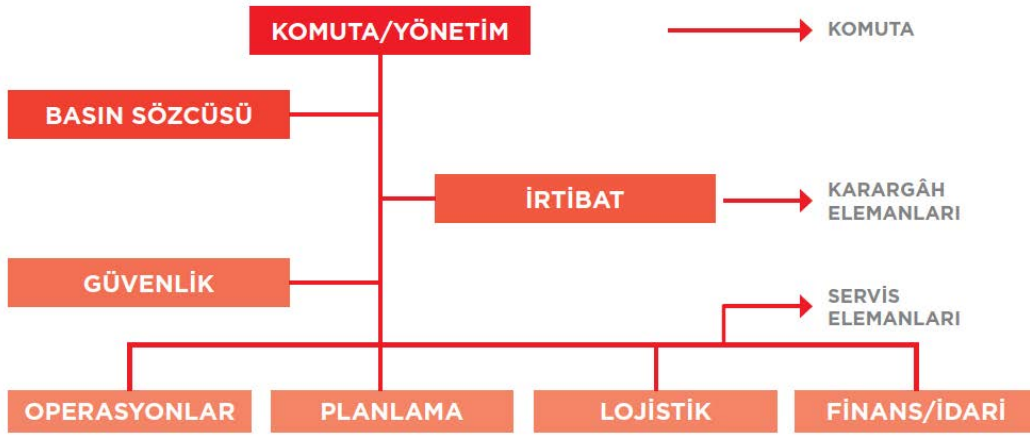 KOMUTA/YÖNETİM
KOMUTA
BASIN SÖZCÜSÜ
İRTİBAT
KARARGÂH
ELEMANLARI
GÜVENLİK
SERVİS
ELEMANLARI
OPERASYONLAR
PLANLAMA
LOJİSTİK
FİNANS/İDARİ